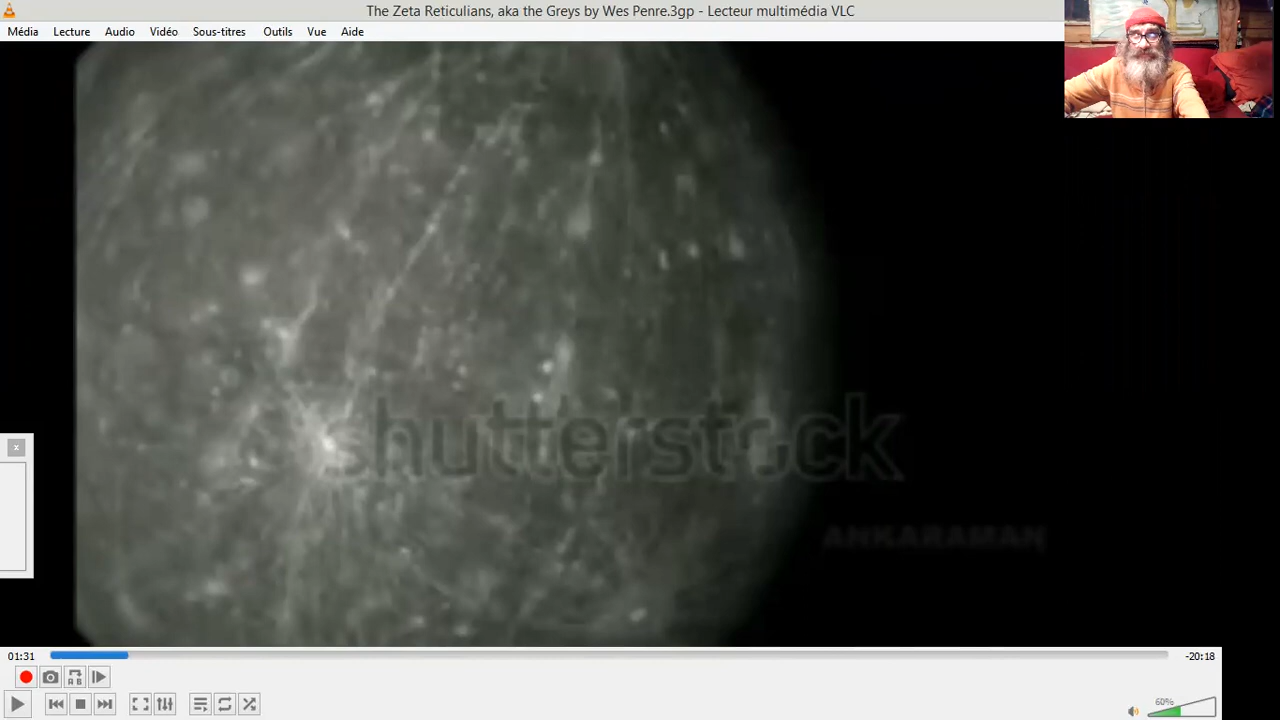 The Zeta Reticulians, aka the Greys by Wes Penre.3gp - Lecteur multimédia VLC
Média Lecture Audio Vidéo Sous-titres Outils Vue Aide
shutterstock
ANKARAMAN
01:31
-20:18
A B
60%